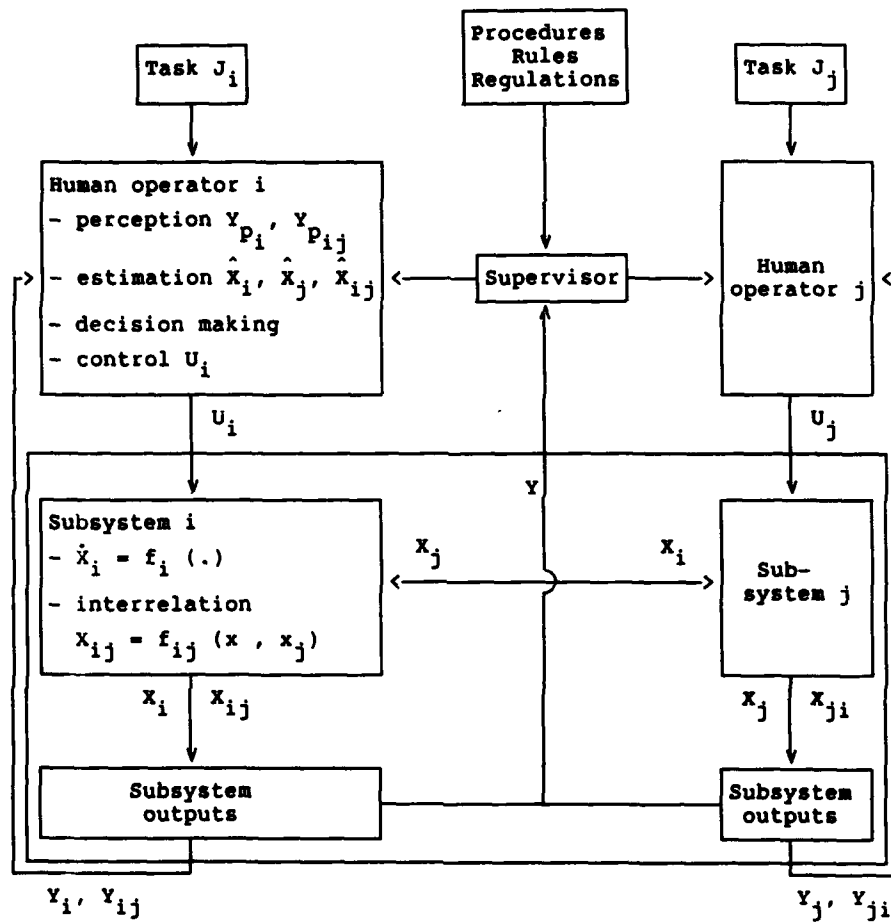 Task J_i
Procedures
Rules
Regulations
Task J_j
Human operator i
- perception Y_p_i, Y_p_ij
- estimation X̂_i, X̂_j, X̂_ij
- decision making
- control U_i
Supervisor
Human
operator j
U_i
U_j
Y
Subsystem i
- Ẋ_i = f_i (.)
- interrelation
X_ij = f_ij (x , x_j)
X_j
X_i
Sub-
system j
X_i X_ij
X_j X_ji
Subsystem
outputs
Subsystem
outputs
Y_i, Y_ij
Y_j, Y_ji